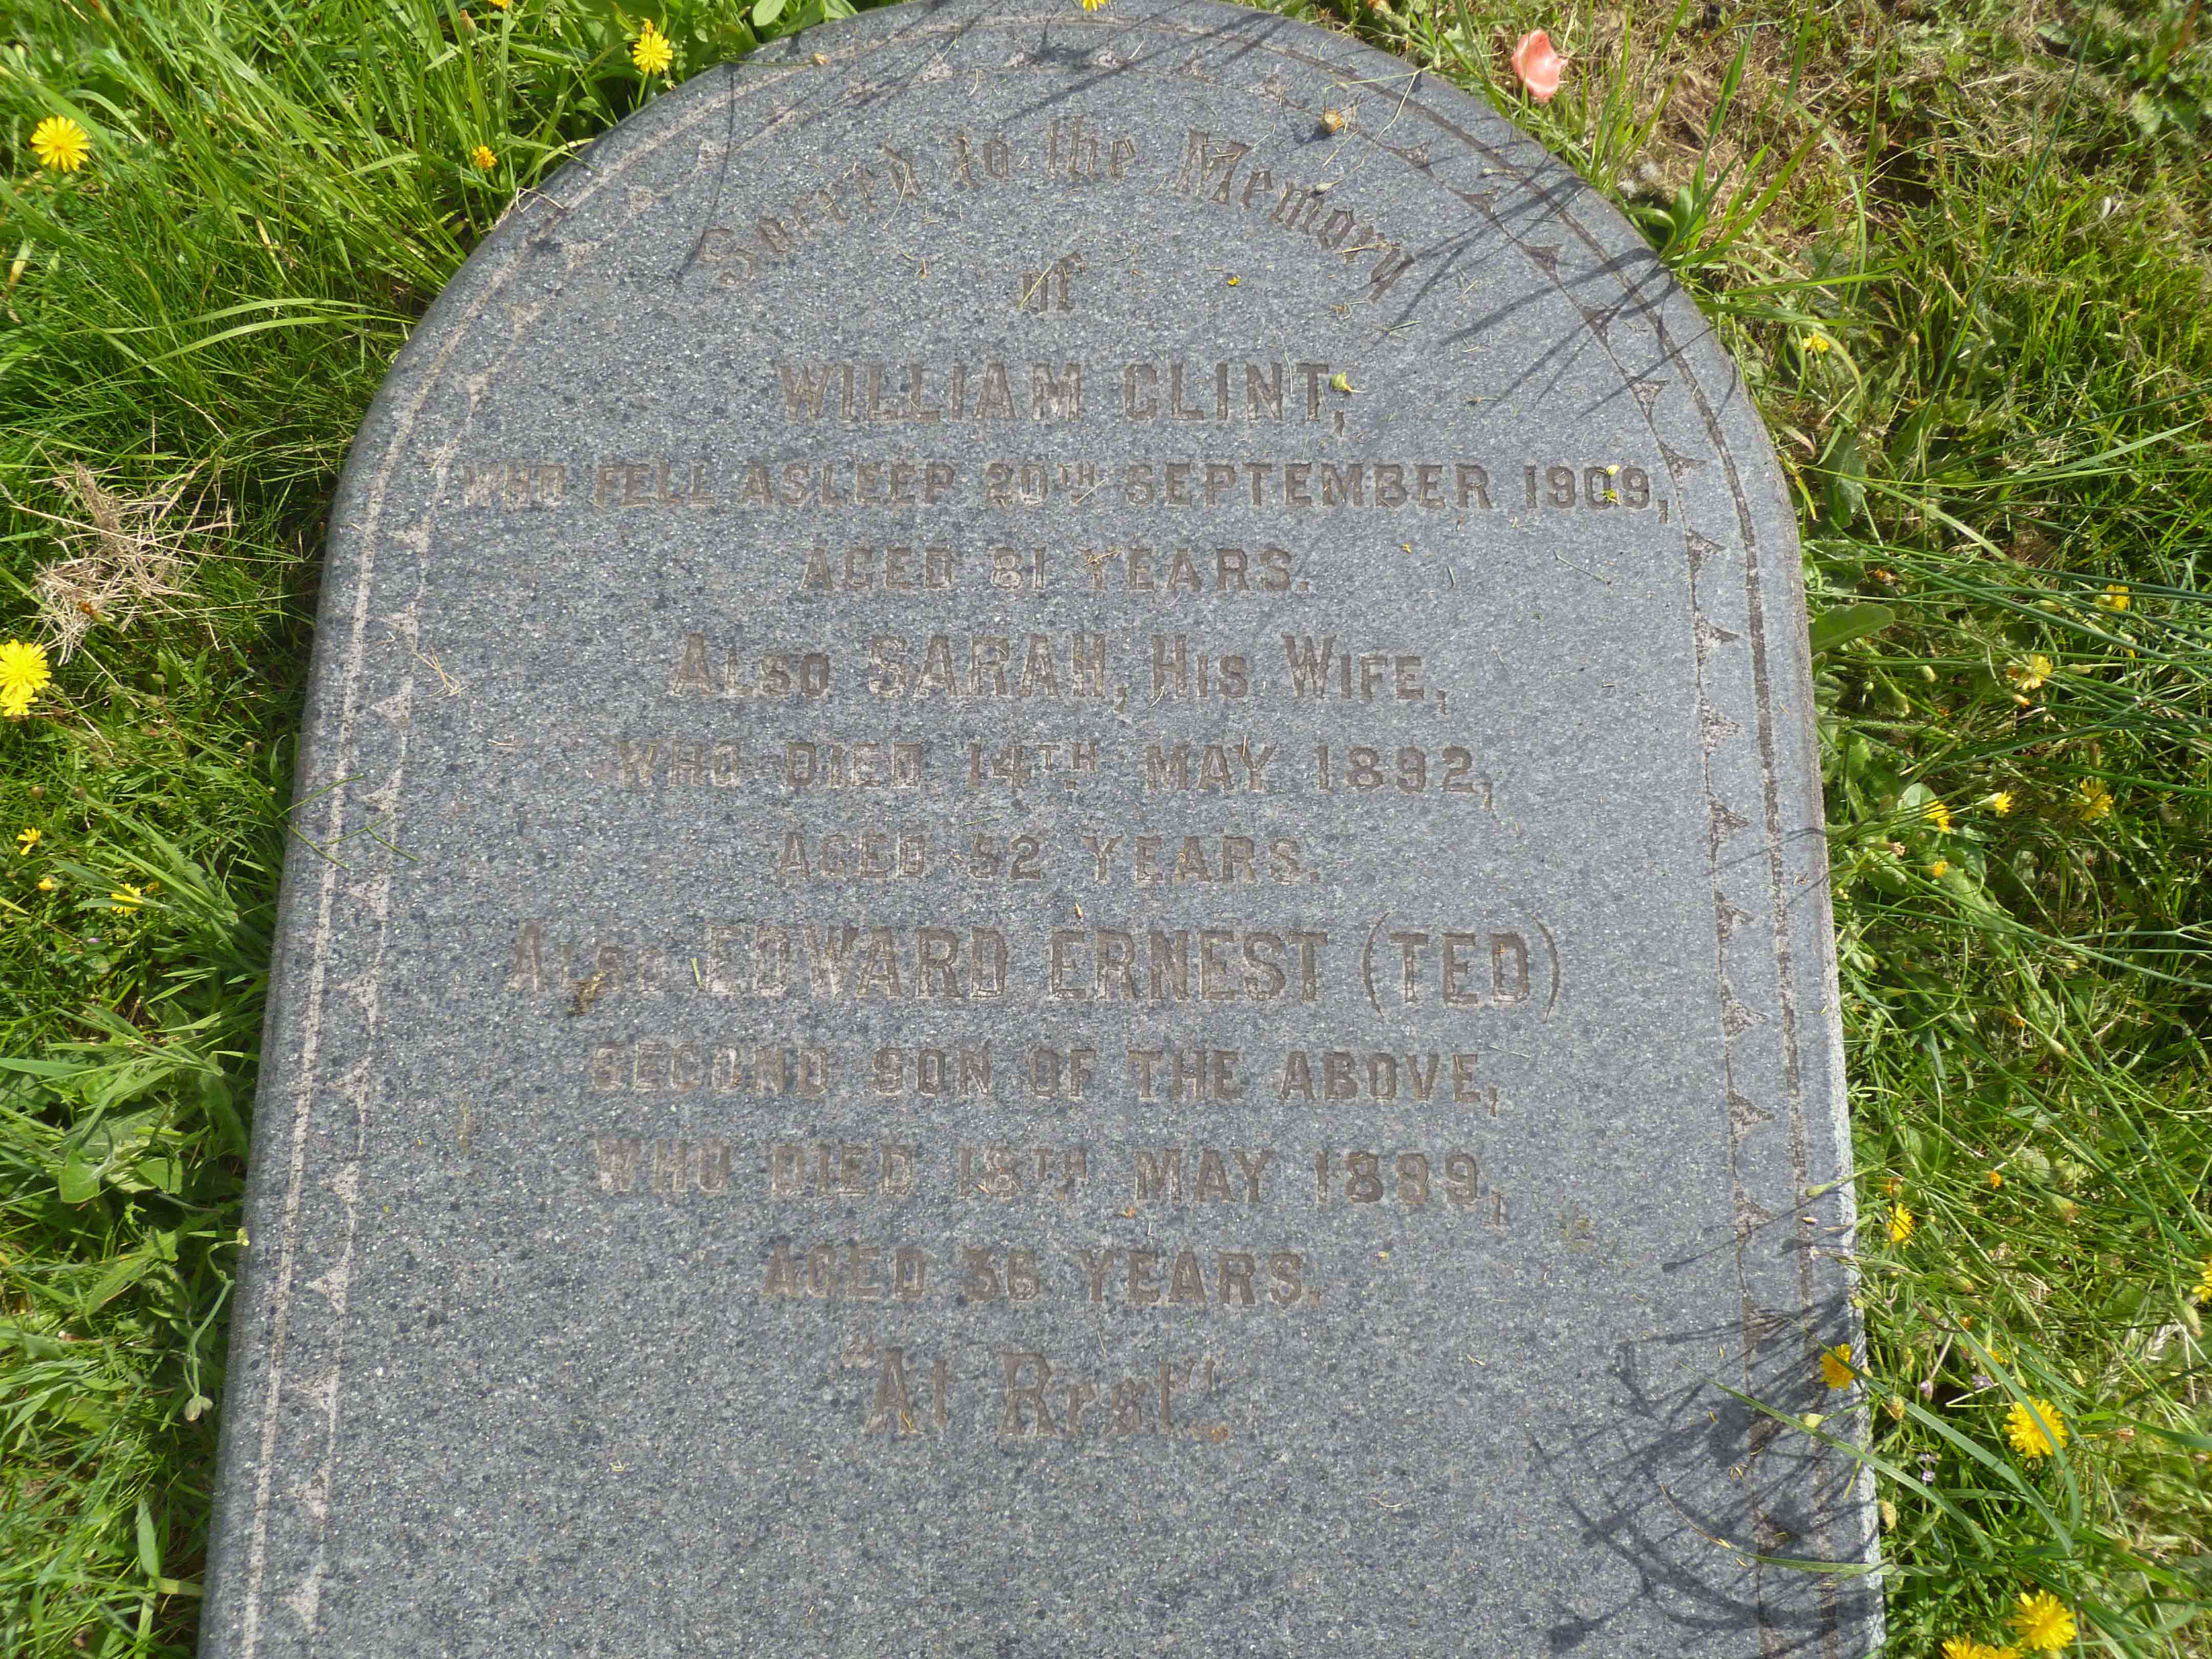 Sacred to the Memory
of
WILLIAM CLINT,
WHO FELL ASLEEP 20TH SEPTEMBER 1909,
AGED 81 YEARS.
ALSO SARAH, HIS WIFE,
WHO DIED 14TH MAY 1892,
AGED 52 YEARS.
ALSO EDWARD ERNEST (TED)
SECOND SON OF THE ABOVE,
WHO DIED 18TH MAY 1899,
AGED 36 YEARS.
"At Rest".